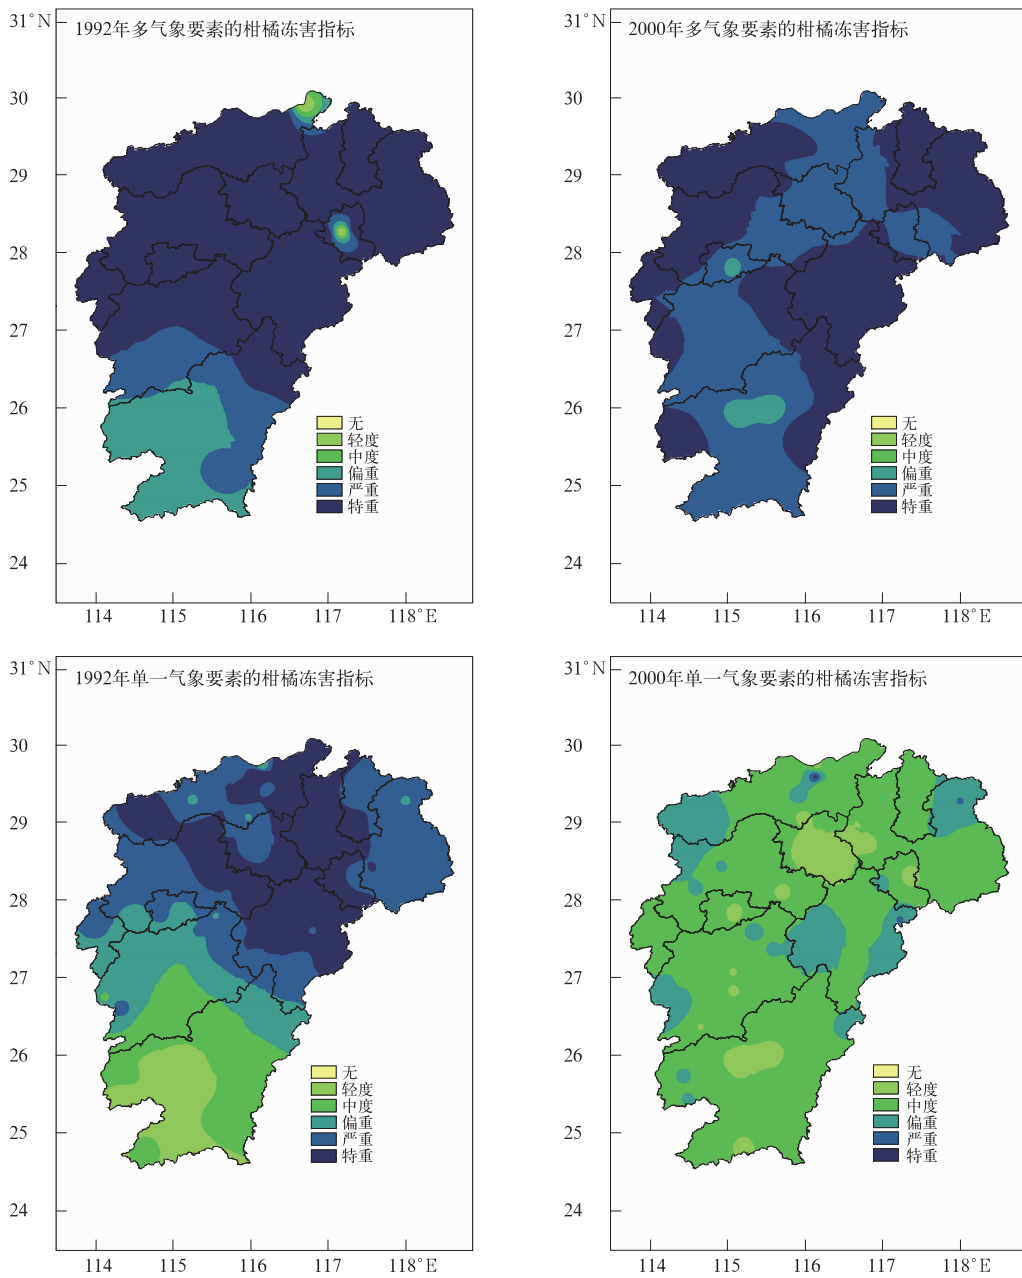 31°N
1992年多气象要素的柑橘冻害指标
30
29
28
27
26
25
24
无
轻度
中度
偏重
严重
特重
114
115
116
117
118°E
31°N
2000年多气象要素的柑橘冻害指标
30
29
28
27
26
25
24
无
轻度
中度
偏重
严重
特重
114
115
116
117
118°E
31°N
1992年单一气象要素的柑橘冻害指标
30
29
28
27
26
25
24
无
轻度
中度
偏重
严重
特重
114
115
116
117
118°E
31°N
2000年单一气象要素的柑橘冻害指标
30
29
28
27
26
25
24
无
轻度
中度
偏重
严重
特重
114
115
116
117
118°E